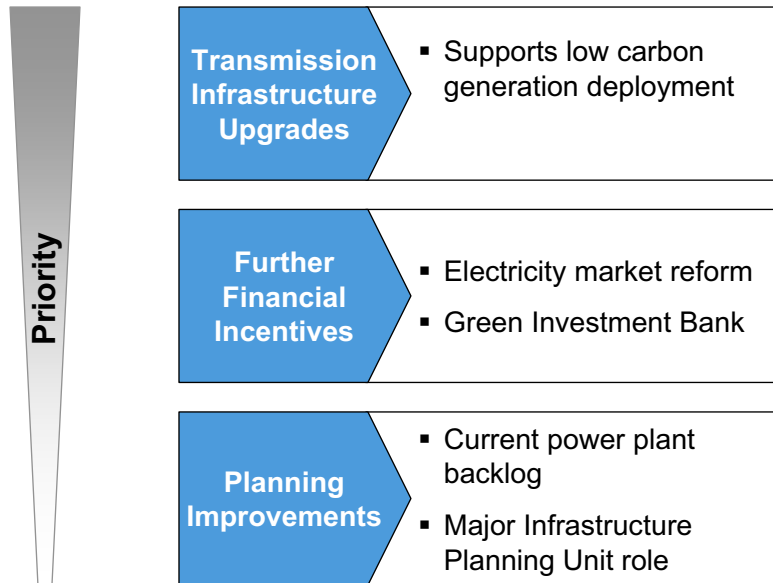 Priority
Transmission
Infrastructure
Upgrades
▪ Supports low carbon
generation deployment
Further
Financial
Incentives
▪ Electricity market reform
▪ Green Investment Bank
Planning
Improvements
▪ Current power plant
backlog
▪ Major Infrastructure
Planning Unit role